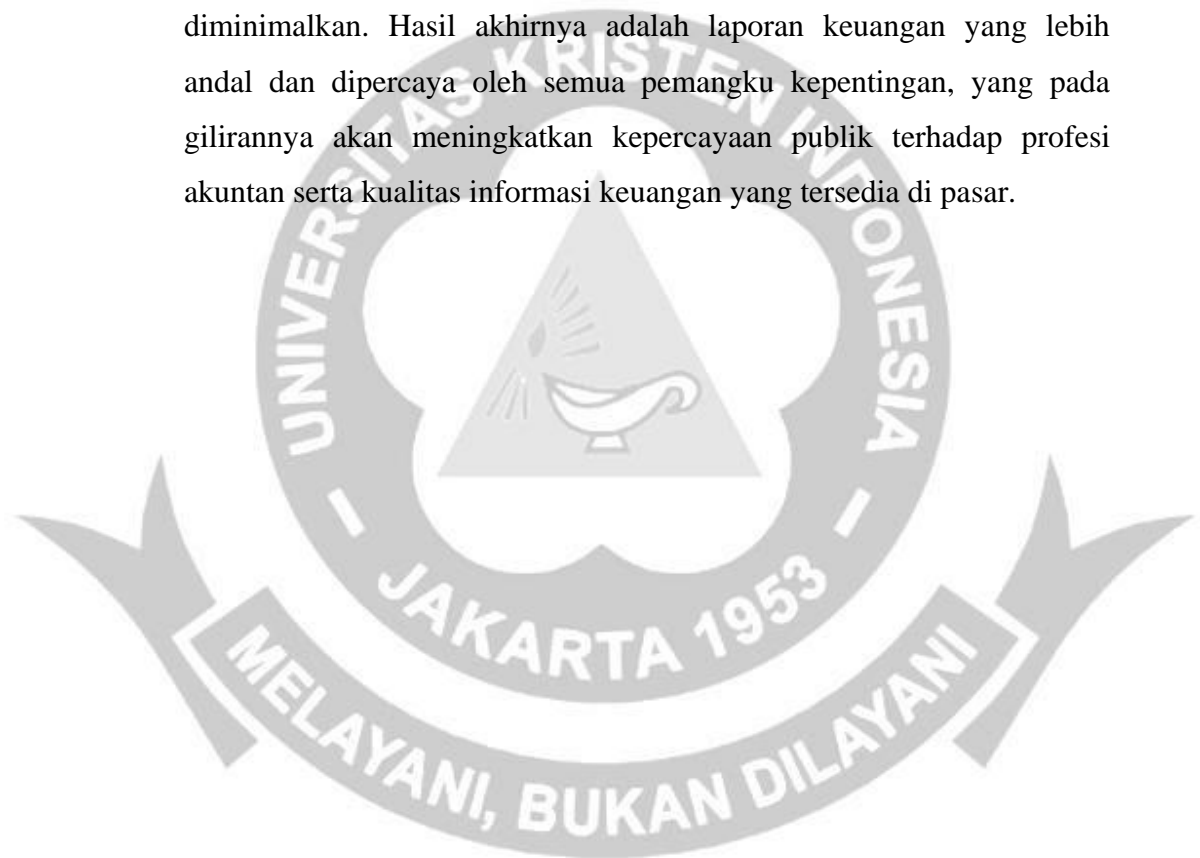 diminimalkan. Hasil akhirnya adalah laporan keuangan yang lebih
andal dan dipercaya oleh semua pemangku kepentingan, yang pada
gilirannya akan meningkatkan kepercayaan publik terhadap profesi
akuntan serta kualitas informasi keuangan yang tersedia di pasar.
UNIVERSITAS KRISTEN INDONESIA
- JAKARTA 1953 -
MELAYANI, BUKAN DILAYANI